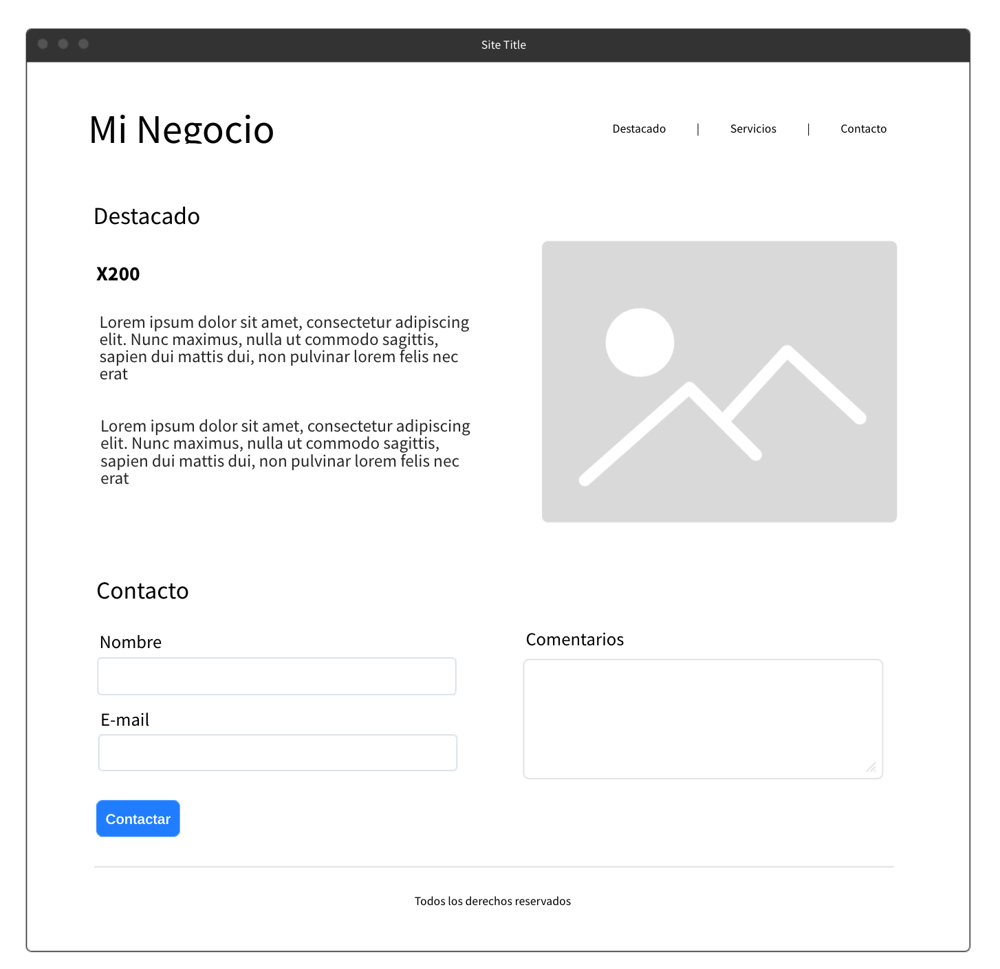 Site Title
Mi Negocio
Destacado | Servicios | Contacto
Destacado
X200
Lorem ipsum dolor sit amet, consectetur adipiscing
elit. Nunc maximus, nulla ut commodo sagittis,
sapien dui mattis dui, non pulvinar lorem felis nec
erat
Lorem ipsum dolor sit amet, consectetur adipiscing
elit. Nunc maximus, nulla ut commodo sagittis,
sapien dui mattis dui, non pulvinar lorem felis nec
erat
Contacto
Nombre
E-mail
Comentarios
Contactar
Todos los derechos reservados